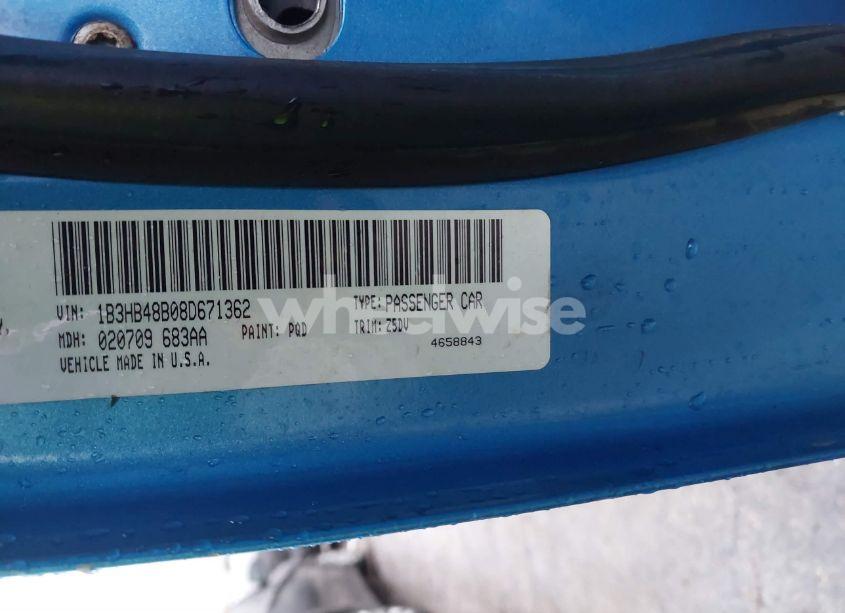 VIN: 1B3HB48B08D671362 TYPE: PASSENGER CAR
MDH: 020709 683AA PAINT: PQD TRIM: Z5DV
VEHICLE MADE IN U.S.A. 4658843
wheelwise